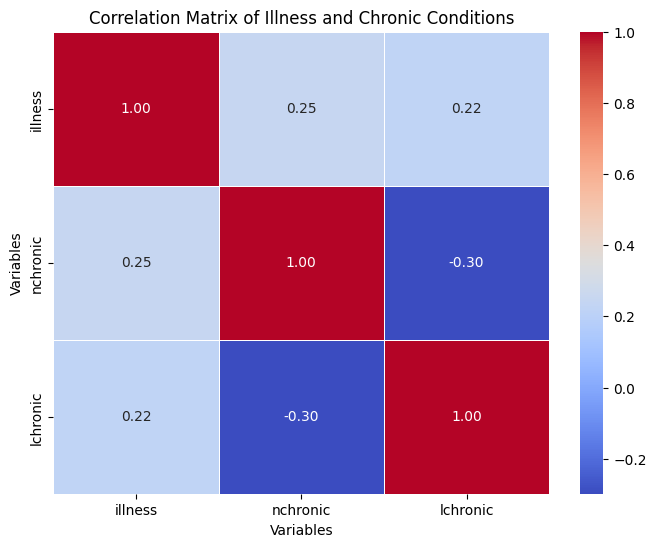 Correlation Matrix of Illness and Chronic Conditions
1.0
illness 1.00 0.25 0.22
0.8
0.6
Variables
nchronic 0.25 1.00 -0.30
0.4
0.2
0.0
lchronic 0.22 -0.30 1.00
−0.2
illness nchronic lchronic
Variables